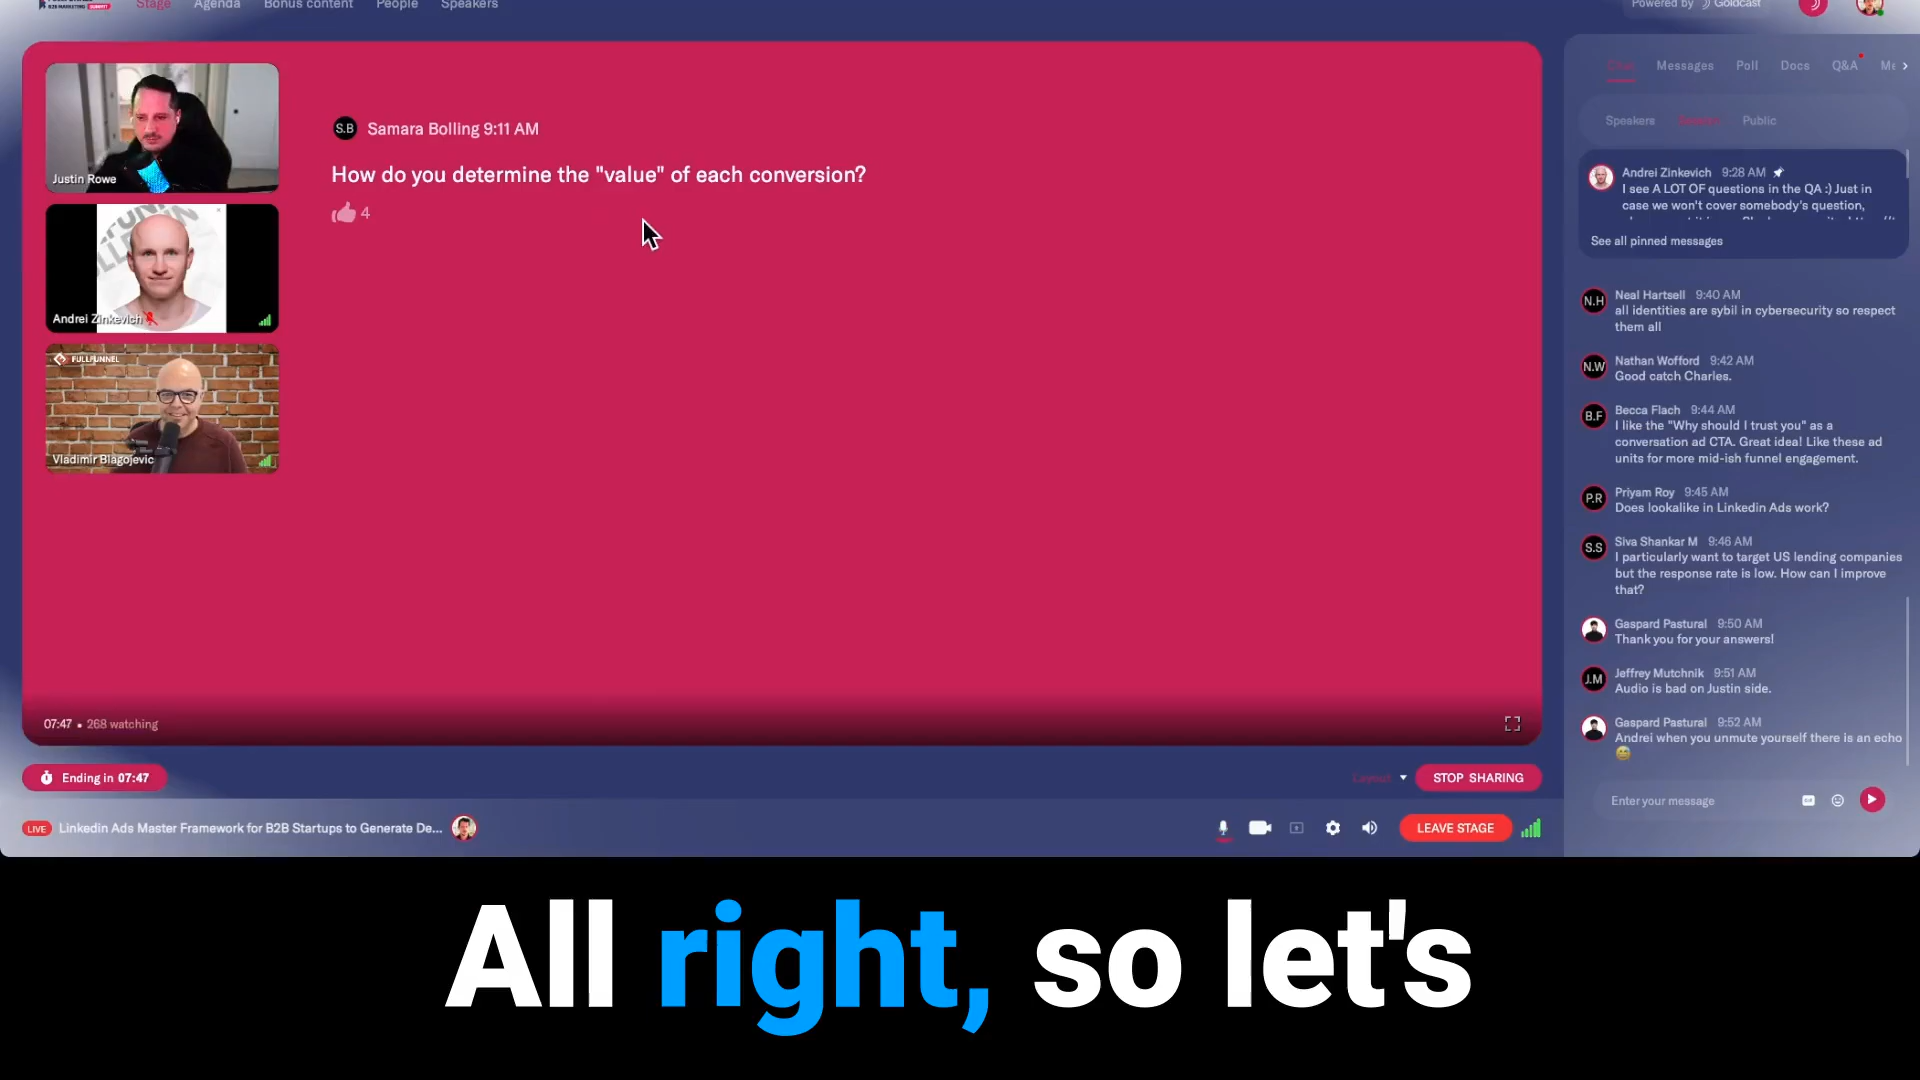 B2B MARKETING SUMMIT
Stage
Agenda
Bonus content
People
Speakers
Powered by Goldcast
Justin Rowe
Andrei Zinkevich
FULLFUNNEL
Vladimir Blagojevic
S.B
Samara Bolling 9:11 AM
How do you determine the "value" of each conversion?
4
07:47 • 268 watching
Ending in 07:47
Layout
STOP SHARING
LIVE
Linkedin Ads Master Framework for B2B Startups to Generate De...
LEAVE STAGE
Chat
Messages
Poll
Docs
Q&A
Speakers
Public
Andrei Zinkevich 9:28 AM
I see A LOT OF questions in the QA :) Just in
case we won't cover somebody's question,
See all pinned messages
N.H
Neal Hartsell 9:40 AM
all identities are sybil in cybersecurity so respect
them all
N.W
Nathan Wofford 9:42 AM
Good catch Charles.
B.F
Becca Flach 9:44 AM
I like the "Why should I trust you" as a
conversation ad CTA. Great idea! Like these ad
units for more mid-ish funnel engagement.
P.R
Priyam Roy 9:45 AM
Does lookalike in Linkedin Ads work?
S.S
Siva Shankar M 9:46 AM
I particularly want to target US lending companies
but the response rate is low. How can I improve
that?
Gaspard Pastural 9:50 AM
Thank you for your answers!
J.M
Jeffrey Mutchnik 9:51 AM
Audio is bad on Justin side.
Gaspard Pastural 9:52 AM
Andrei when you unmute yourself there is an echo
😅
Enter your message
All right, so let's